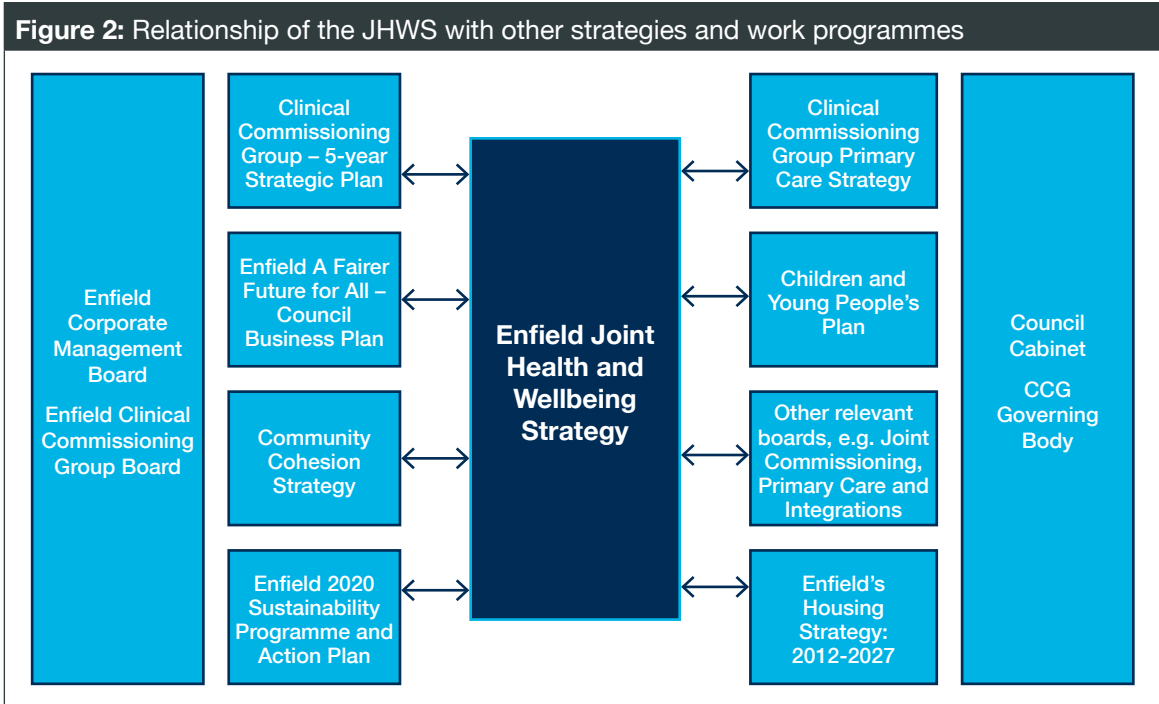 Figure 2: Relationship of the JHWS with other strategies and work programmes
Enfield
Corporate
Management
Board
Enfield Clinical
Commissioning
Group Board
Clinical
Commissioning
Group – 5-year
Strategic Plan
Enfield A Fairer
Future for All –
Council
Business Plan
Community
Cohesion
Strategy
Enfield 2020
Sustainability
Programme and
Action Plan
Enfield Joint
Health and
Wellbeing
Strategy
Clinical
Commissioning
Group Primary
Care Strategy
Children and
Young People’s
Plan
Other relevant
boards, e.g. Joint
Commissioning,
Primary Care and
Integrations
Enfield’s
Housing
Strategy:
2012-2027
Council
Cabinet
CCG
Governing
Body